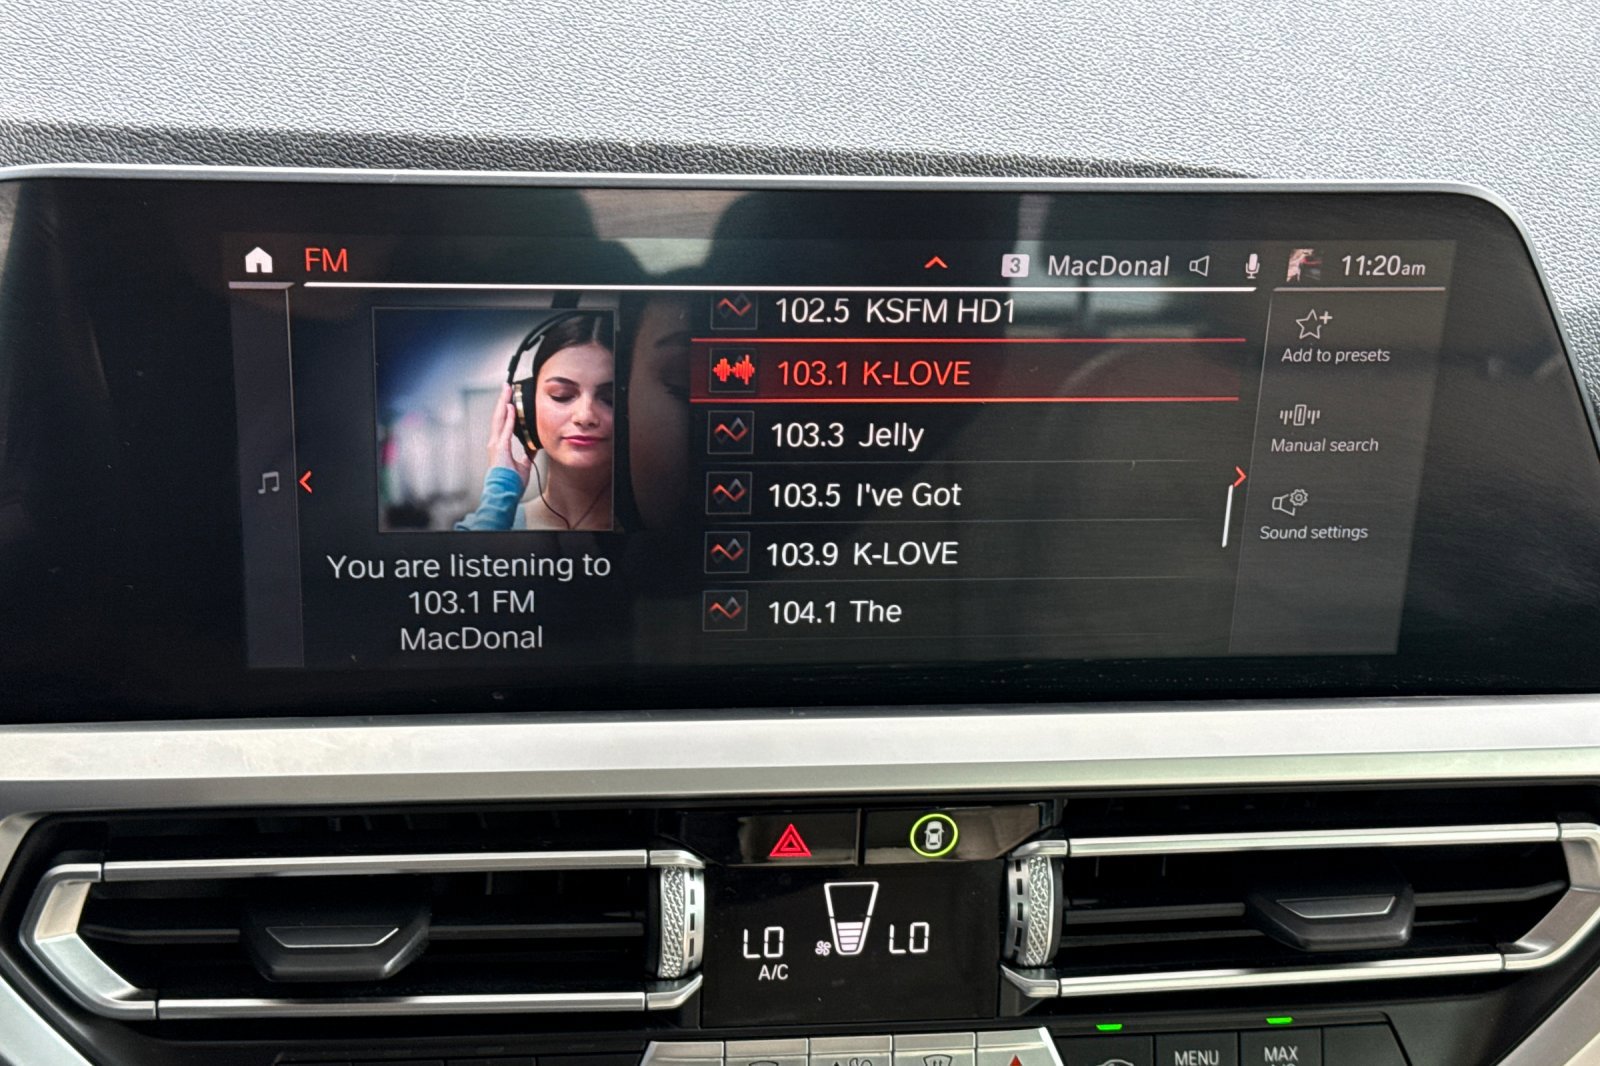 FM
3 MacDonal
11:20am
102.5 KSFM HD1
103.1 K-LOVE
103.3 Jelly
103.5 I've Got
103.9 K-LOVE
104.1 The
You are listening to
103.1 FM
MacDonal
Add to presets
Manual search
Sound settings
LO
A/C
LO
MENU
MAX